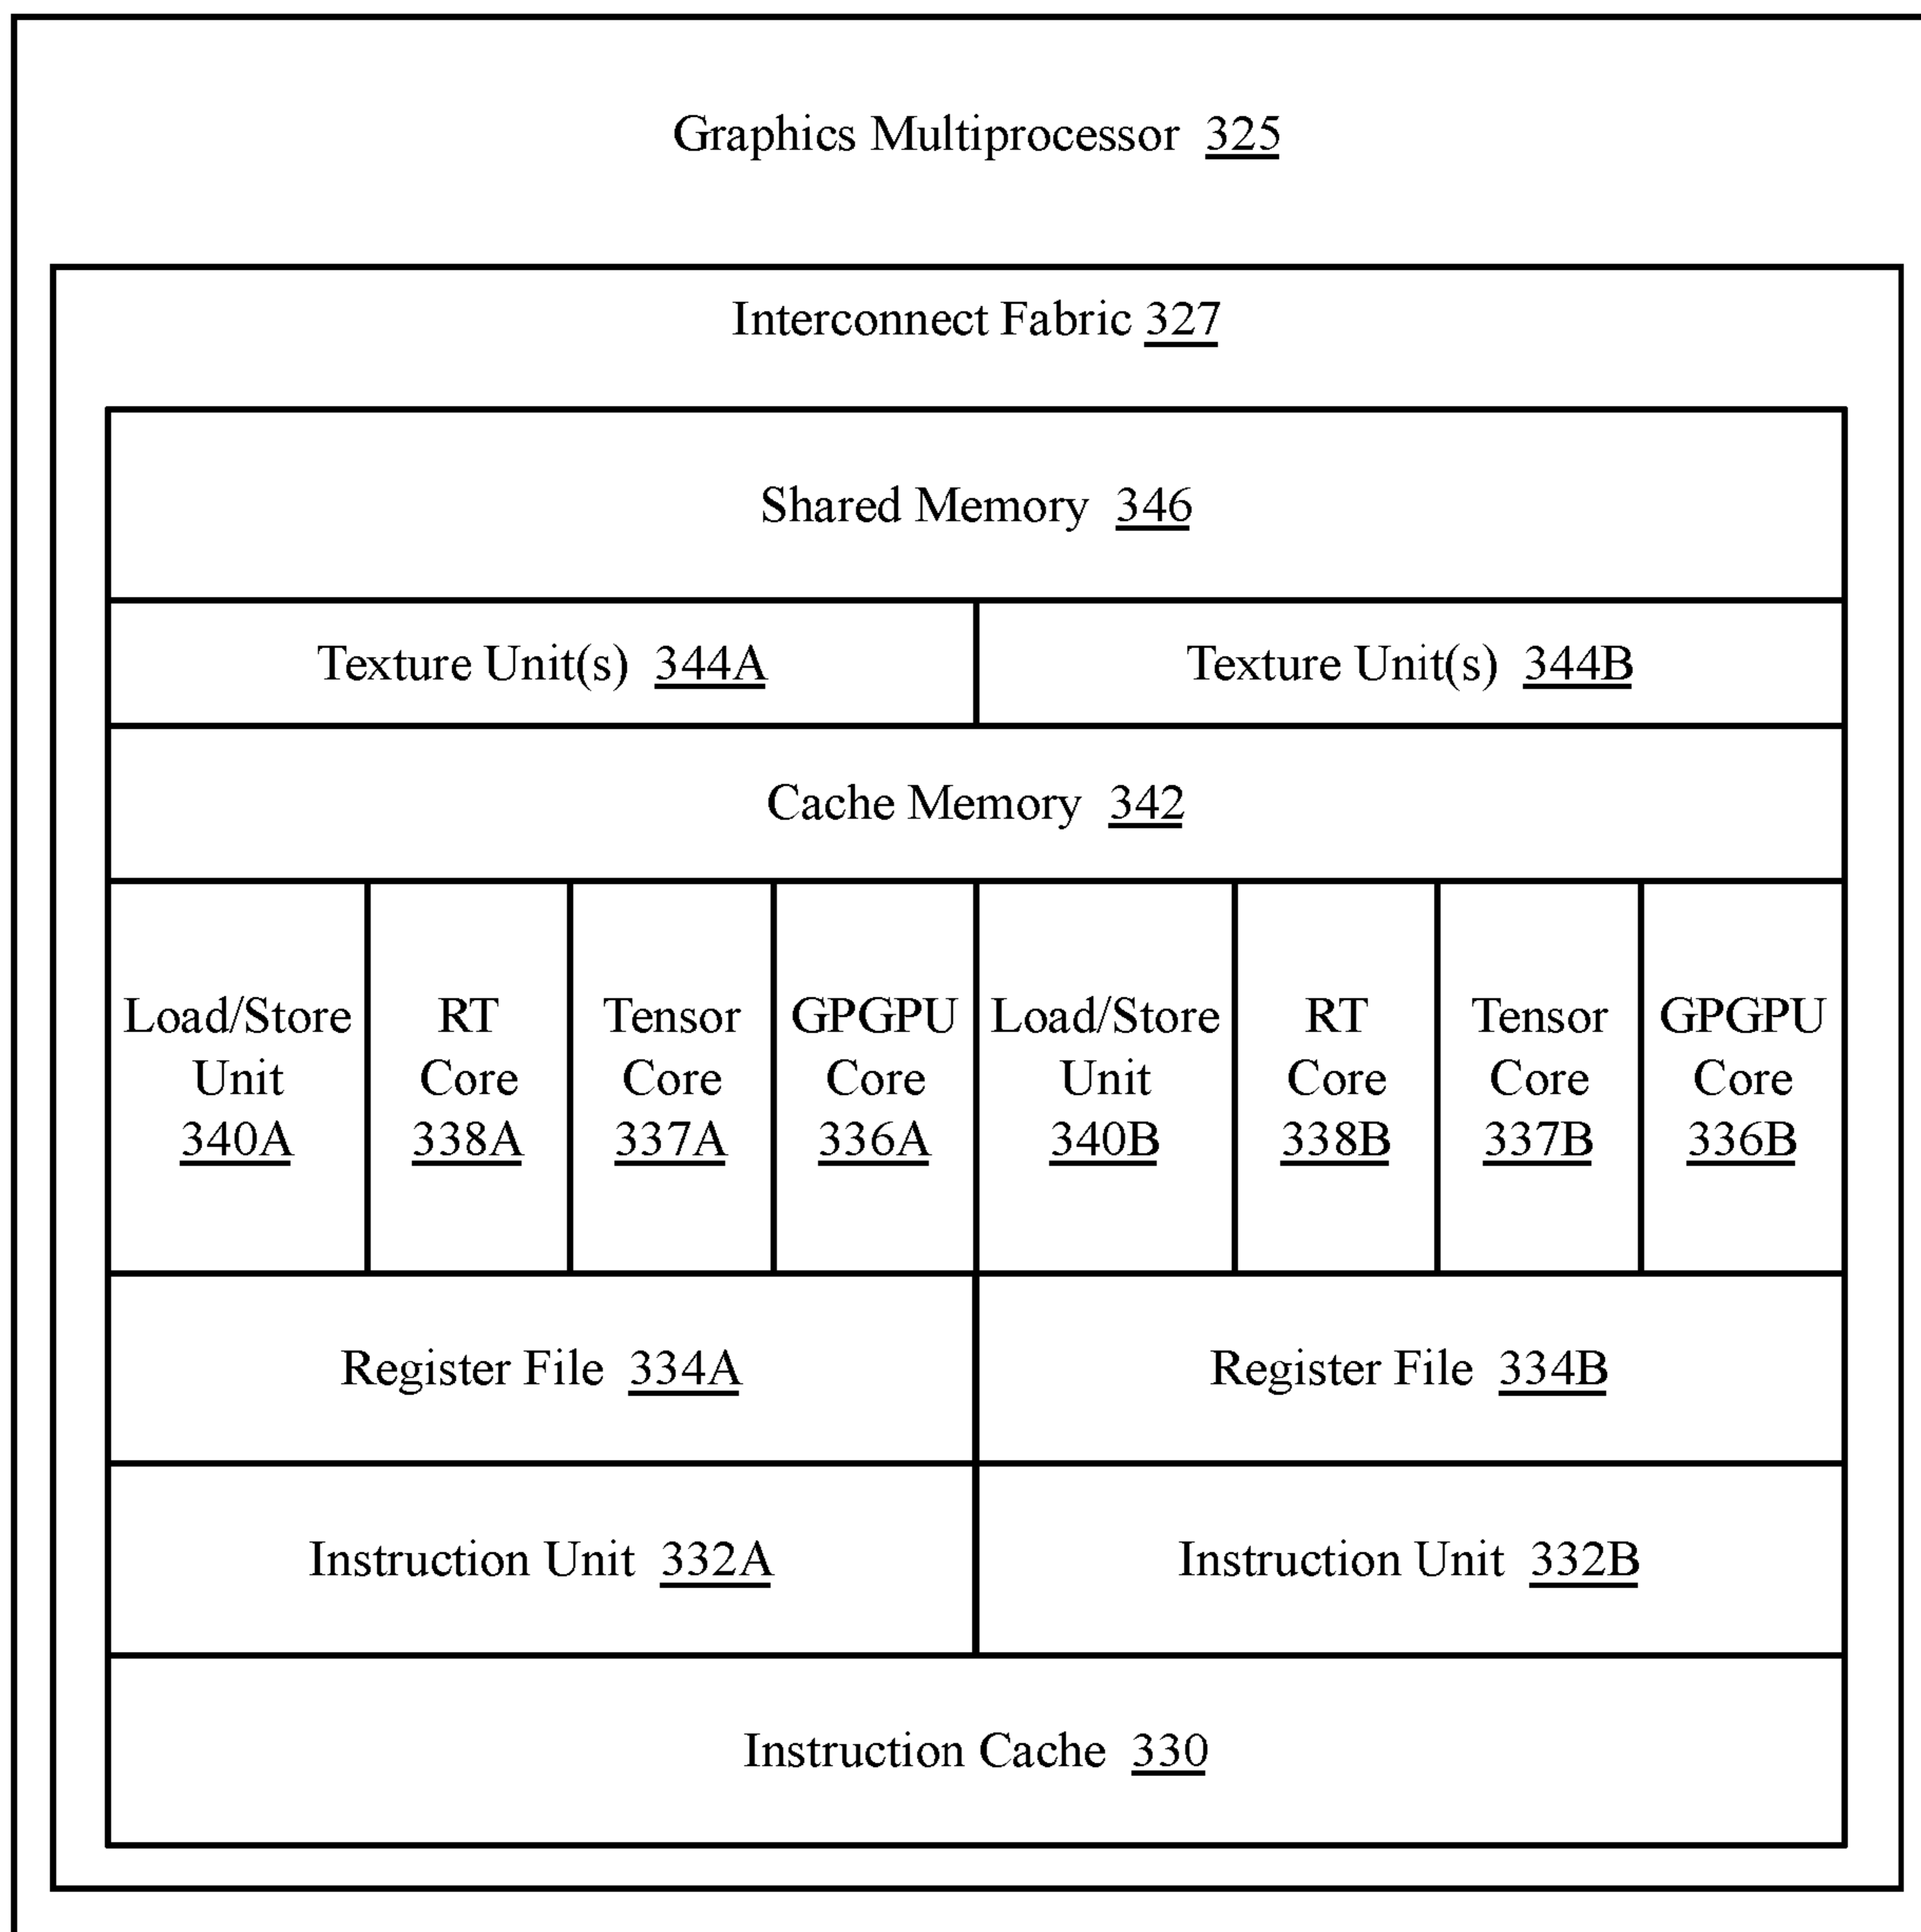 Graphics Multiprocessor 325
Interconnect Fabric 327
Shared Memory 346
Texture Unit(s) 344A
Texture Unit(s) 344B
Cache Memory 342
Load/Store
Unit
340A
RT
Core
338A
Tensor
Core
337A
GPGPU
Core
336A
Load/Store
Unit
340B
RT
Core
338B
Tensor
Core
337B
GPGPU
Core
336B
Register File 334A
Register File 334B
Instruction Unit 332A
Instruction Unit 332B
Instruction Cache 330